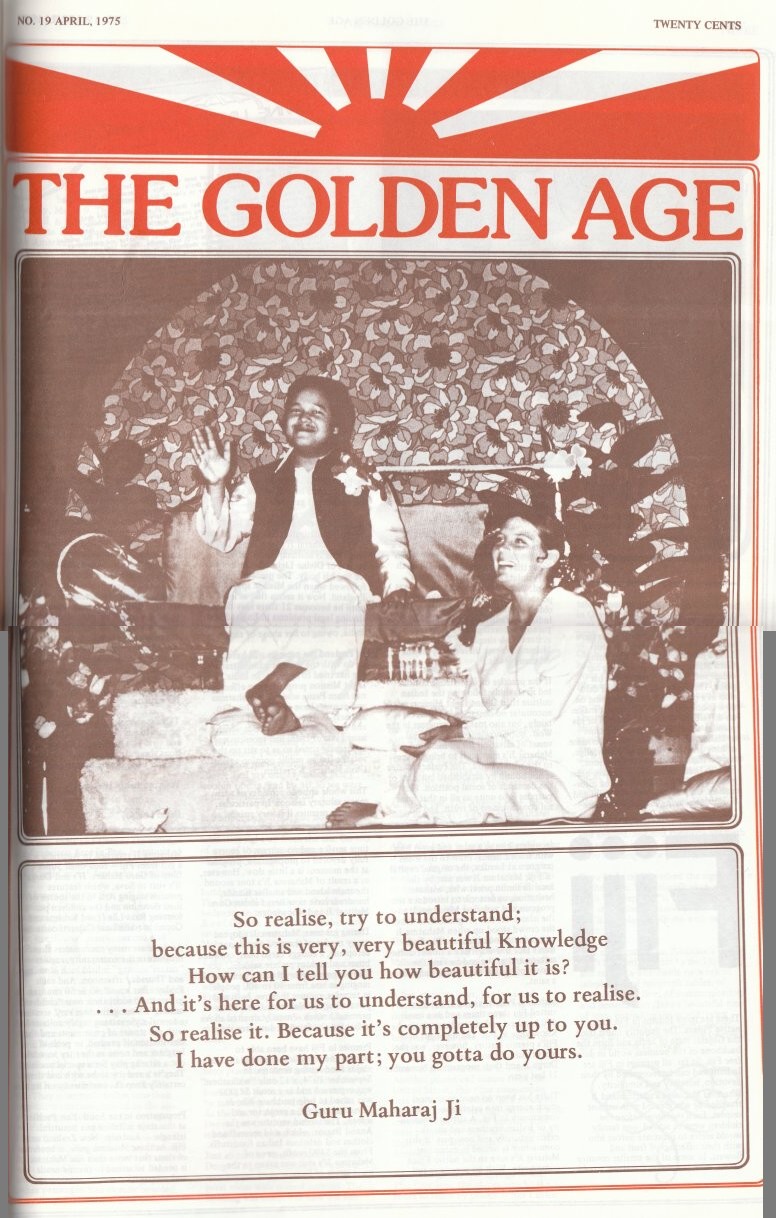 NO. 19 APRIL, 1975
TWENTY CENTS
THE GOLDEN AGE
So realise, try to understand;
because this is very, very beautiful Knowledge
How can I tell you how beautiful it is?
. . . And it's here for us to understand, for us to realise.
So realise it. Because it's completely up to you.
I have done my part; you gotta do yours.
Guru Maharaj Ji